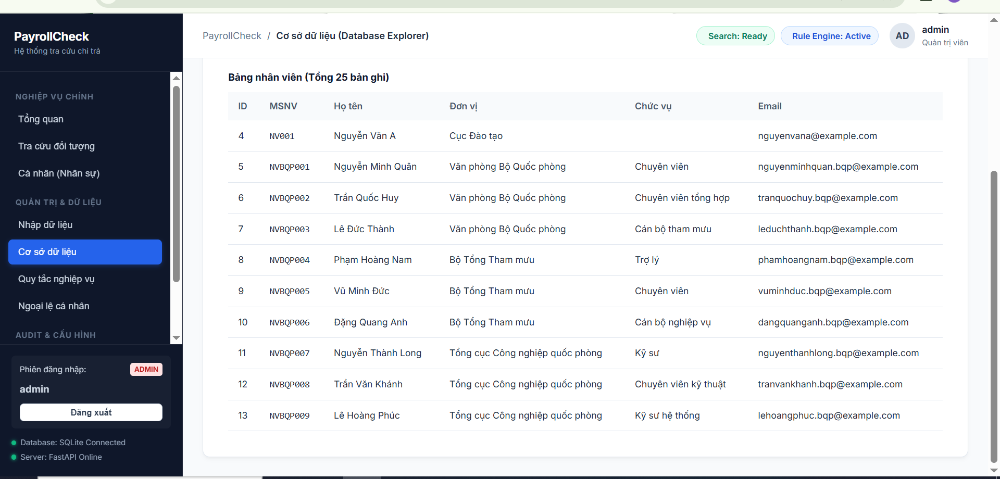 PayrollCheck
Hệ thống tra cứu chi trả
NGHIỆP VỤ CHÍNH
Tổng quan
Tra cứu đối tượng
Cá nhân (Nhân sự)
QUẢN TRỊ & DỮ LIỆU
Nhập dữ liệu
Cơ sở dữ liệu
Quy tắc nghiệp vụ
Ngoại lệ cá nhân
AUDIT & CẤU HÌNH
Phiên đăng nhập: ADMIN
admin
Đăng xuất
Database: SQLite Connected
Server: FastAPI Online
PayrollCheck / Cơ sở dữ liệu (Database Explorer)
Search: Ready
Rule Engine: Active
AD
admin
Quản trị viên
Bảng nhân viên (Tổng 25 bản ghi)
ID MSNV Họ tên Đơn vị Chức vụ Email
4 NV001 Nguyễn Văn A Cục Đào tạo nguyenvana@example.com
5 NVBQP001 Nguyễn Minh Quân Văn phòng Bộ Quốc phòng Chuyên viên nguyenminhquan.bqp@example.com
6 NVBQP002 Trần Quốc Huy Văn phòng Bộ Quốc phòng Chuyên viên tổng hợp tranquochuy.bqp@example.com
7 NVBQP003 Lê Đức Thành Văn phòng Bộ Quốc phòng Cán bộ tham mưu leduchthanh.bqp@example.com
8 NVBQP004 Phạm Hoàng Nam Bộ Tổng Tham mưu Trợ lý phamhoangnam.bqp@example.com
9 NVBQP005 Vũ Minh Đức Bộ Tổng Tham mưu Chuyên viên vuminhduc.bqp@example.com
10 NVBQP006 Đặng Quang Anh Bộ Tổng Tham mưu Cán bộ nghiệp vụ dangquanganh.bqp@example.com
11 NVBQP007 Nguyễn Thành Long Tổng cục Công nghiệp quốc phòng Kỹ sư nguyenthanhlong.bqp@example.com
12 NVBQP008 Trần Văn Khánh Tổng cục Công nghiệp quốc phòng Chuyên viên kỹ thuật tranvankhanh.bqp@example.com
13 NVBQP009 Lê Hoàng Phúc Tổng cục Công nghiệp quốc phòng Kỹ sư hệ thống lehoangphuc.bqp@example.com